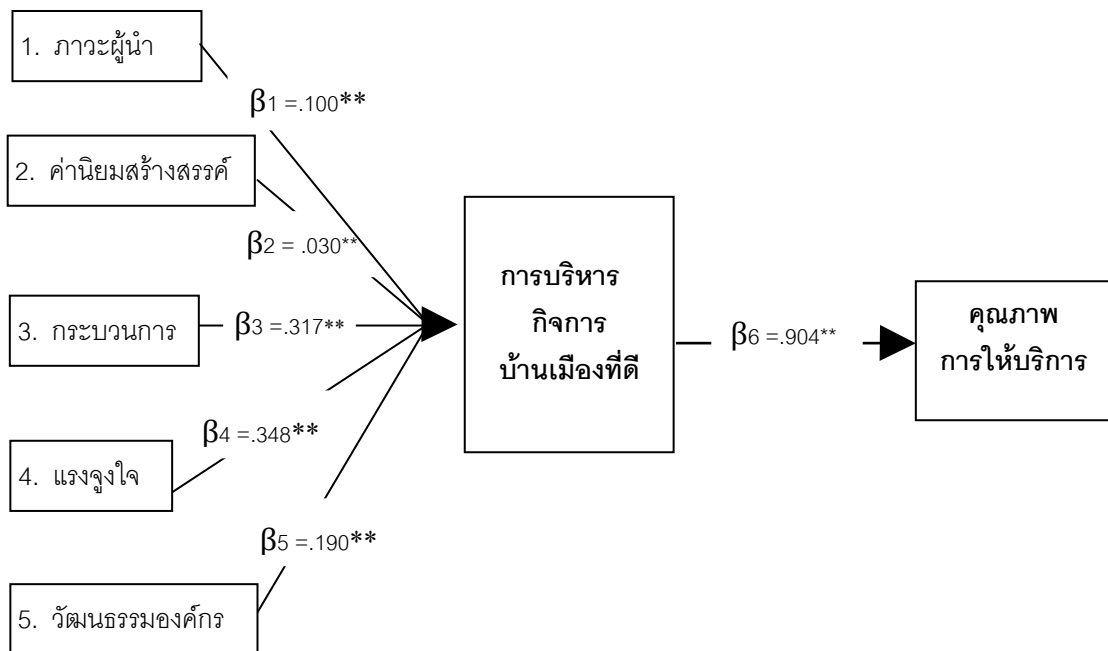 1. ภาวะผู้นำ
β1 =.100**
2. ค่านิยมสร้างสรรค์
β2 = .030**
3. กระบวนการ
β3 =.317**
4. แรงจูงใจ
β4 =.348**
5. วัฒนธรรมองค์กร
β5 =.190**
การบริหาร
กิจการ
บ้านเมืองที่ดี
β6 =.904**
คุณภาพ
การให้บริการ